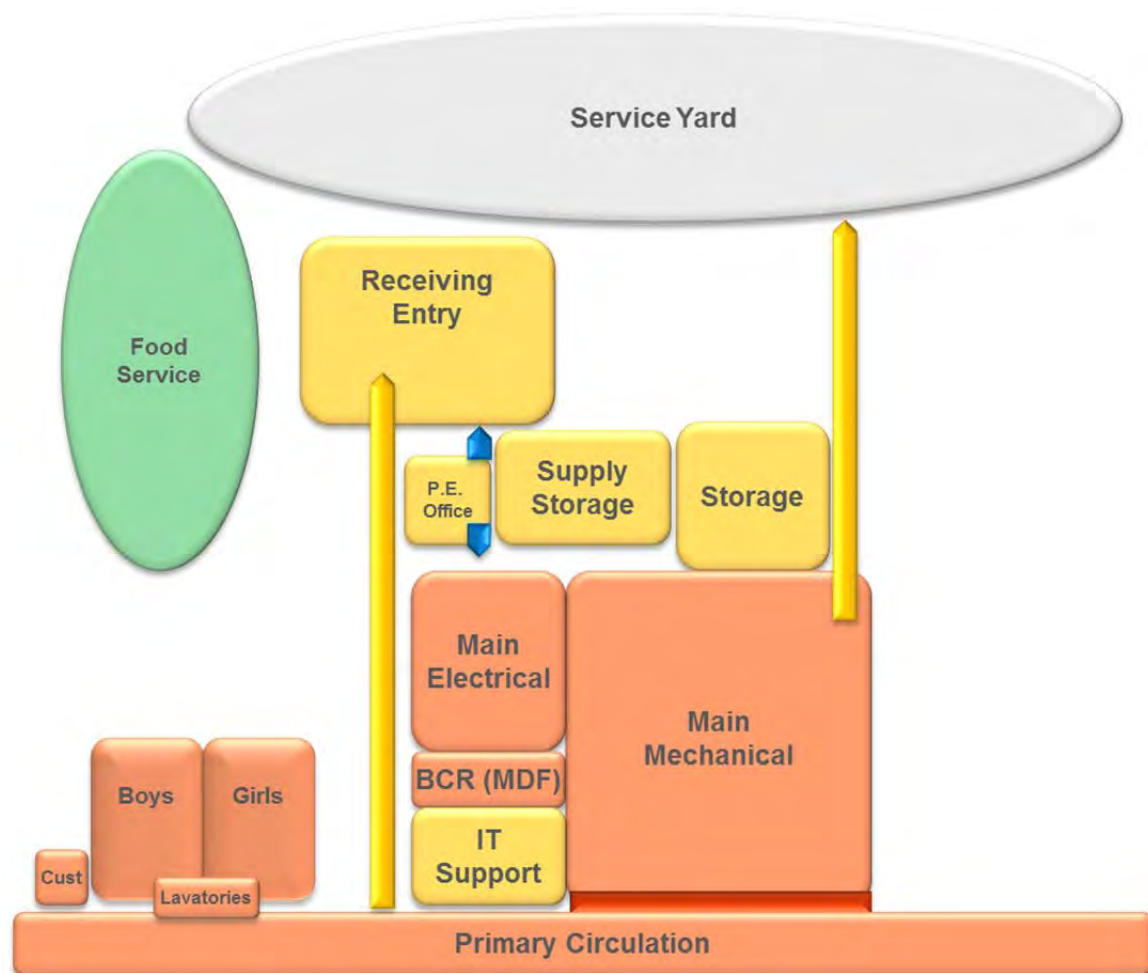 Service Yard
Receiving
Entry
Food
Service
P.E.
Office
Supply
Storage
Storage
Main
Electrical
Main
Mechanical
BCR (MDF)
Boys
Girls
IT
Support
Cust
Lavatories
Primary Circulation